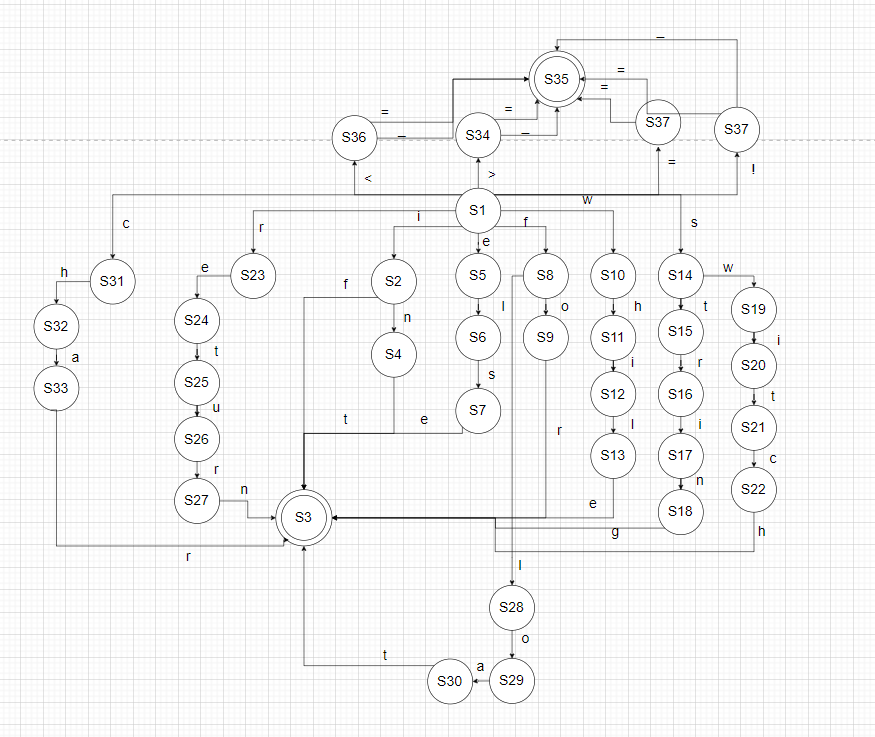 _
S35
=
=
=
=
S36
_
S34
_
S37
S37
<
>
=
!
c
r
i
S1
e
f
w
s
h
S31
e
S23
f
S2
S5
S8
S10
S14
w
S32
S24
n
l
o
h
t
S19
a
t
S4
S6
S9
S11
S15
i
S33
S25
s
i
r
S20
u
t
e
S7
r
S12
S16
t
S26
l
i
S21
r
S13
S17
c
S27
n
S3
e
n
S22
S18
r
g
h
l
S28
o
t
S30
a
S29